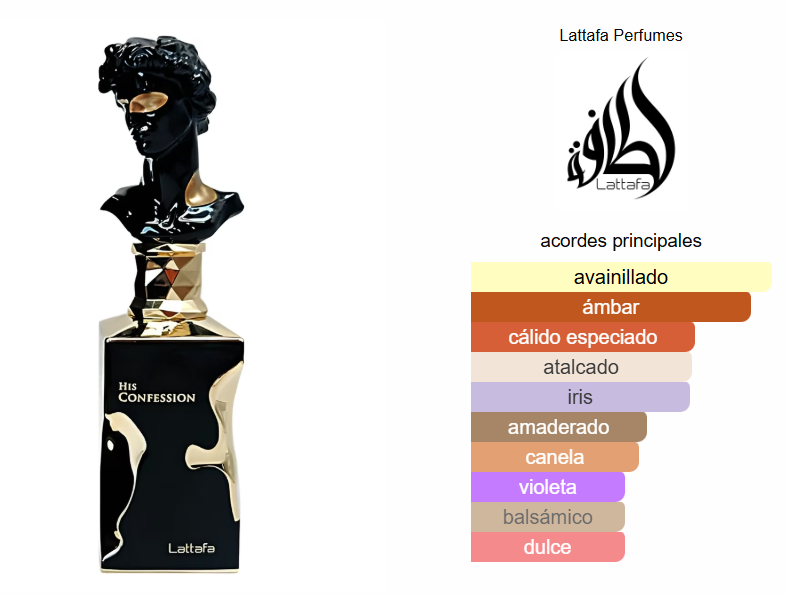 Lattafa Perfumes
لطافة
Lattafa
acordes principales
avainillado
ámbar
cálido especiado
atalcado
iris
amaderado
canela
violeta
balsámico
dulce
HIS
CONFESSION
Lattafa